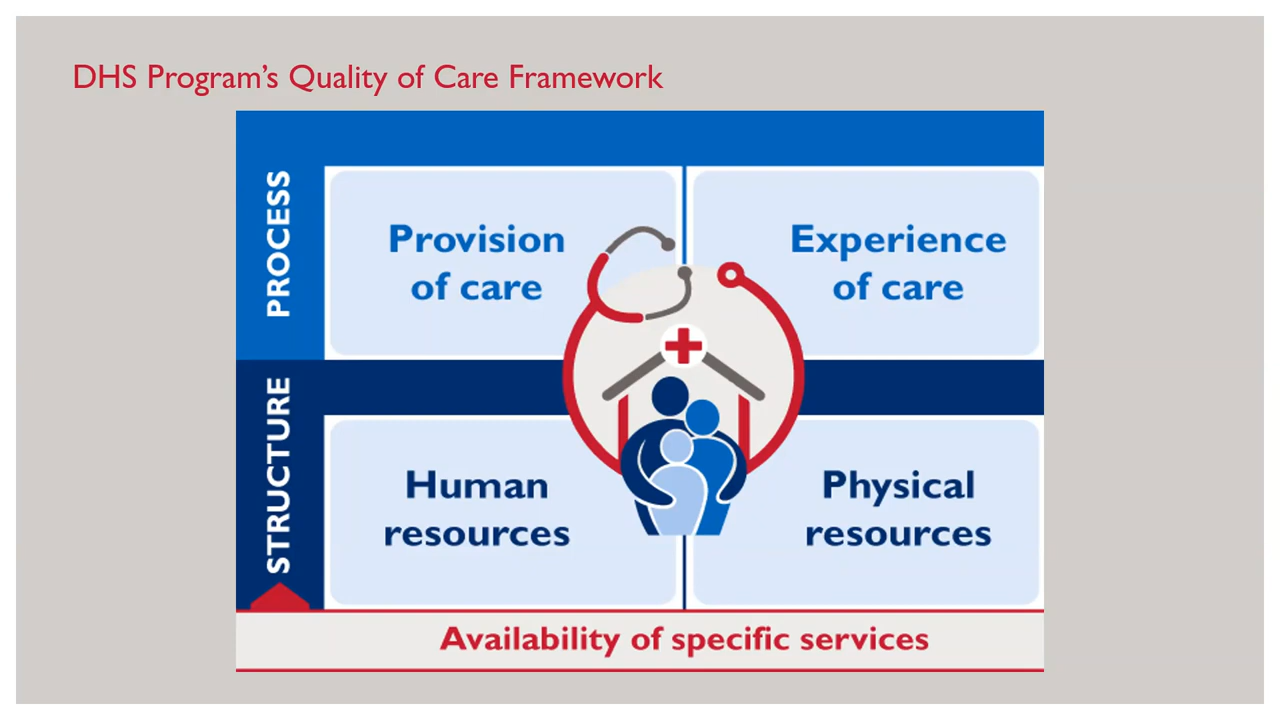 DHS Program's Quality of Care Framework
PROCESS
Provision
of care
Experience
of care
STRUCTURE
Human
resources
Physical
resources
Availability of specific services